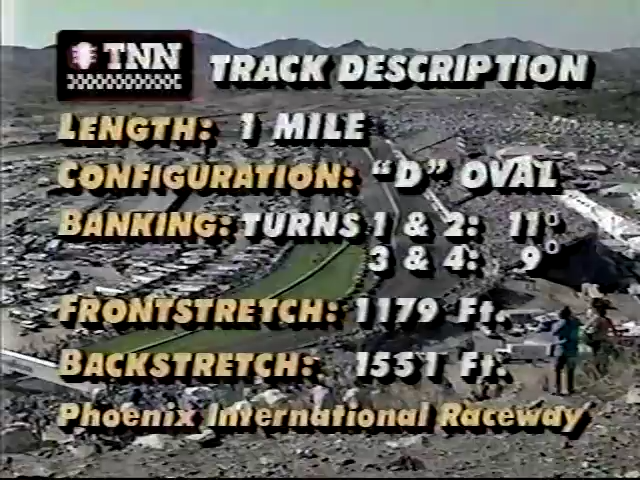 TNN
TRACK DESCRIPTION
LENGTH: 1 MILE
CONFIGURATION: "D" OVAL
BANKING: TURNS 1 & 2: 11°
3 & 4: 9°
FRONTSTRETCH: 1179 Ft.
BACKSTRETCH: 1551 Ft.
Phoenix International Raceway